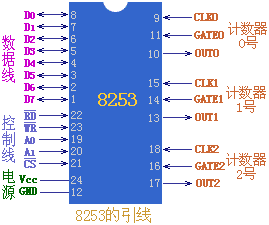 D0 8
D1 7
D2 6
D3 5
D4 4
D5 3
D6 2
D7 1
数据线
RD 22
WR 23
A0 19
A1 20
CS 21
控制线
Vcc 24
GND 12
电源
8253
9 CLK0
11 GATE0
10 OUT0
计数器
0号
15 CLK1
14 GATE1
13 OUT1
计数器
1号
18 CLK2
16 GATE2
17 OUT2
计数器
2号
8253的引线